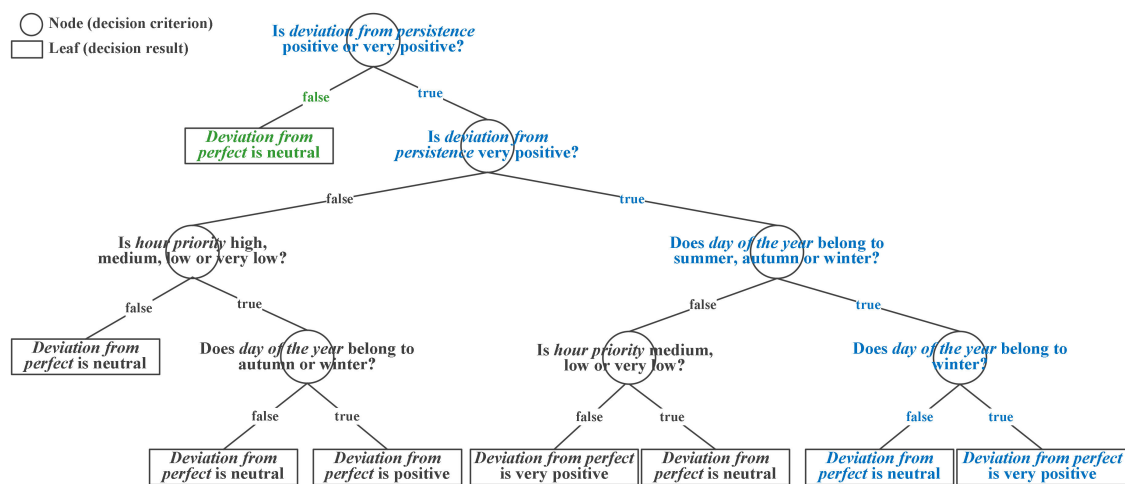 Node (decision criterion)
Leaf (decision result)
Is deviation from persistence
positive or very positive?
false
true
Deviation from
perfect is neutral
Is deviation from
persistence very positive?
false
true
Is hour priority high,
medium, low or very low?
Does day of the year belong to
summer, autumn or winter?
false
true
false
true
Deviation from
perfect is neutral
Does day of the year belong to
autumn or winter?
Is hour priority medium,
low or very low?
Does day of the year belong to
winter?
false
true
false
true
false
true
Deviation from
perfect is neutral
Deviation from
perfect is positive
Deviation from perfect
is very positive
Deviation from
perfect is neutral
Deviation from
perfect is neutral
Deviation from perfect
is very positive